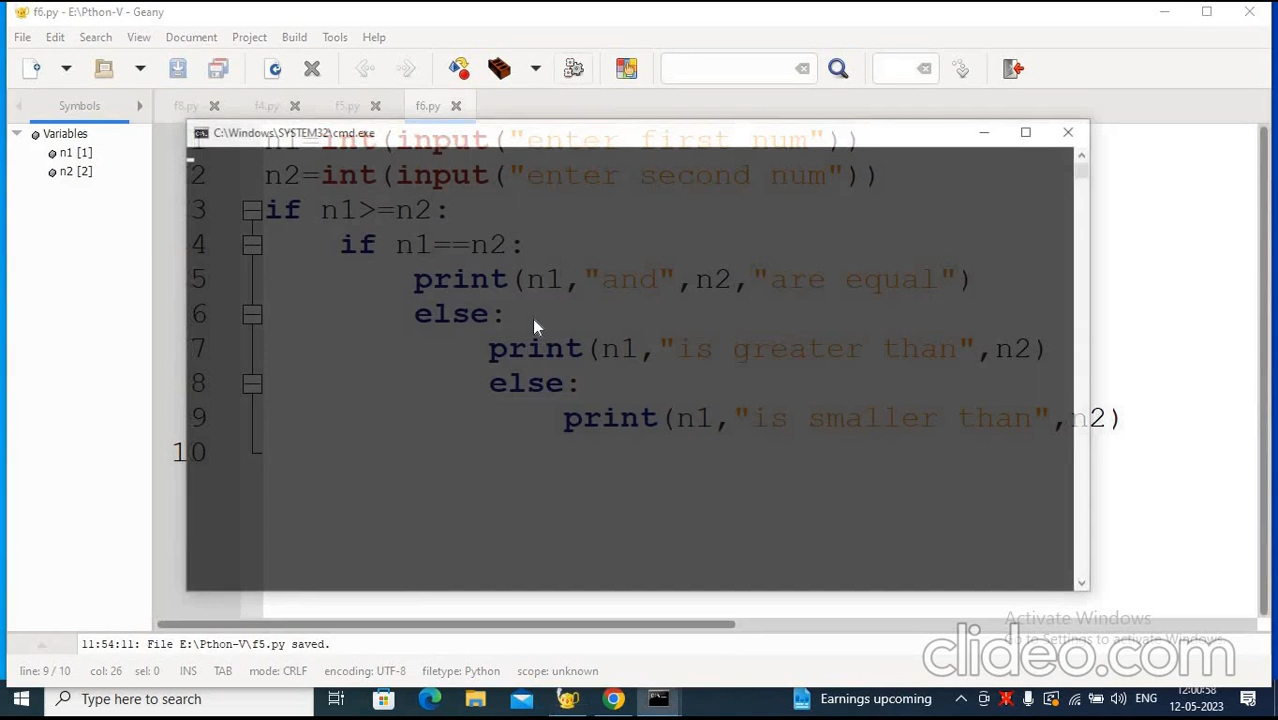 f6.py - E:\Pthon-V - Geany
File Edit Search View Document Project Build Tools Help
Symbols f8.py f4.py f5.py f6.py
Variables
n1 [1]
n2 [2]
C:\Windows\SYSTEM32\cmd.exe
1 n1=int(input("enter first num"))
2 n2=int(input("enter second num"))
3 if n1>=n2:
4 if n1==n2:
5 print(n1,"and",n2,"are equal")
6 else:
7 print(n1,"is greater than",n2)
8 else:
9 print(n1,"is smaller than",n2)
10
Activate Windows
Go to Settings to activate Windows.
clideo.com
11:54:11: File E:\Pthon-V\f5.py saved.
line: 9 / 10 col: 26 sel: 0 INS TAB mode: CRLF encoding: UTF-8 filetype: Python scope: unknown
Type here to search Earnings upcoming ENG 12:00:58
12-05-2023